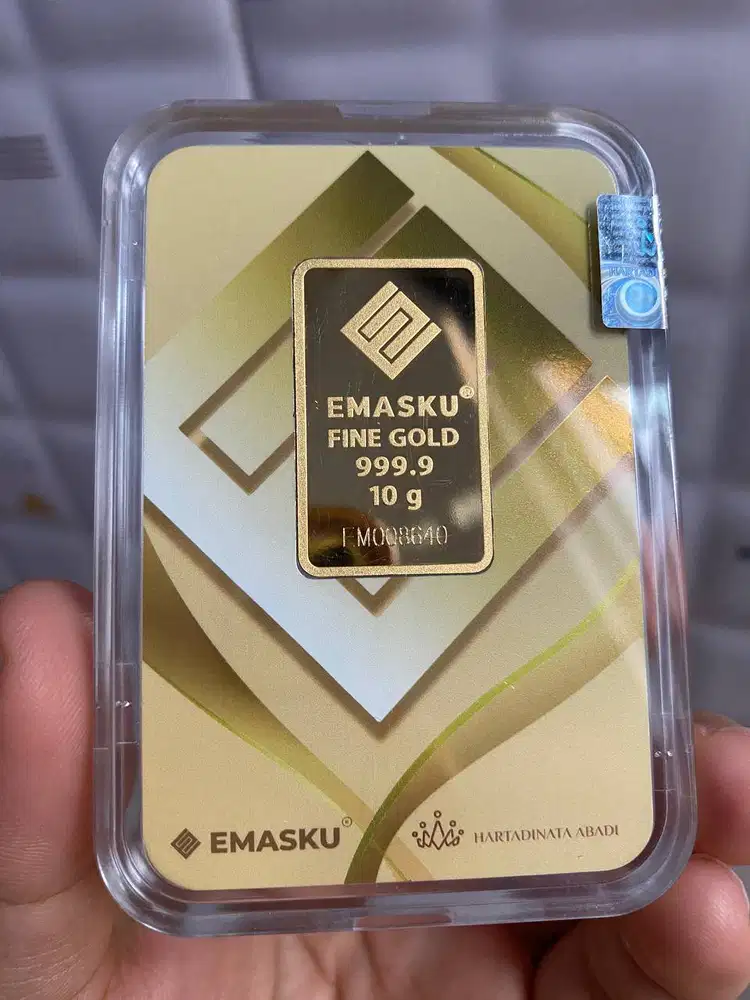 EMASKU®
FINE GOLD
999.9
10 g
EM008640
EMASKU®
HARTADINATA ABADI